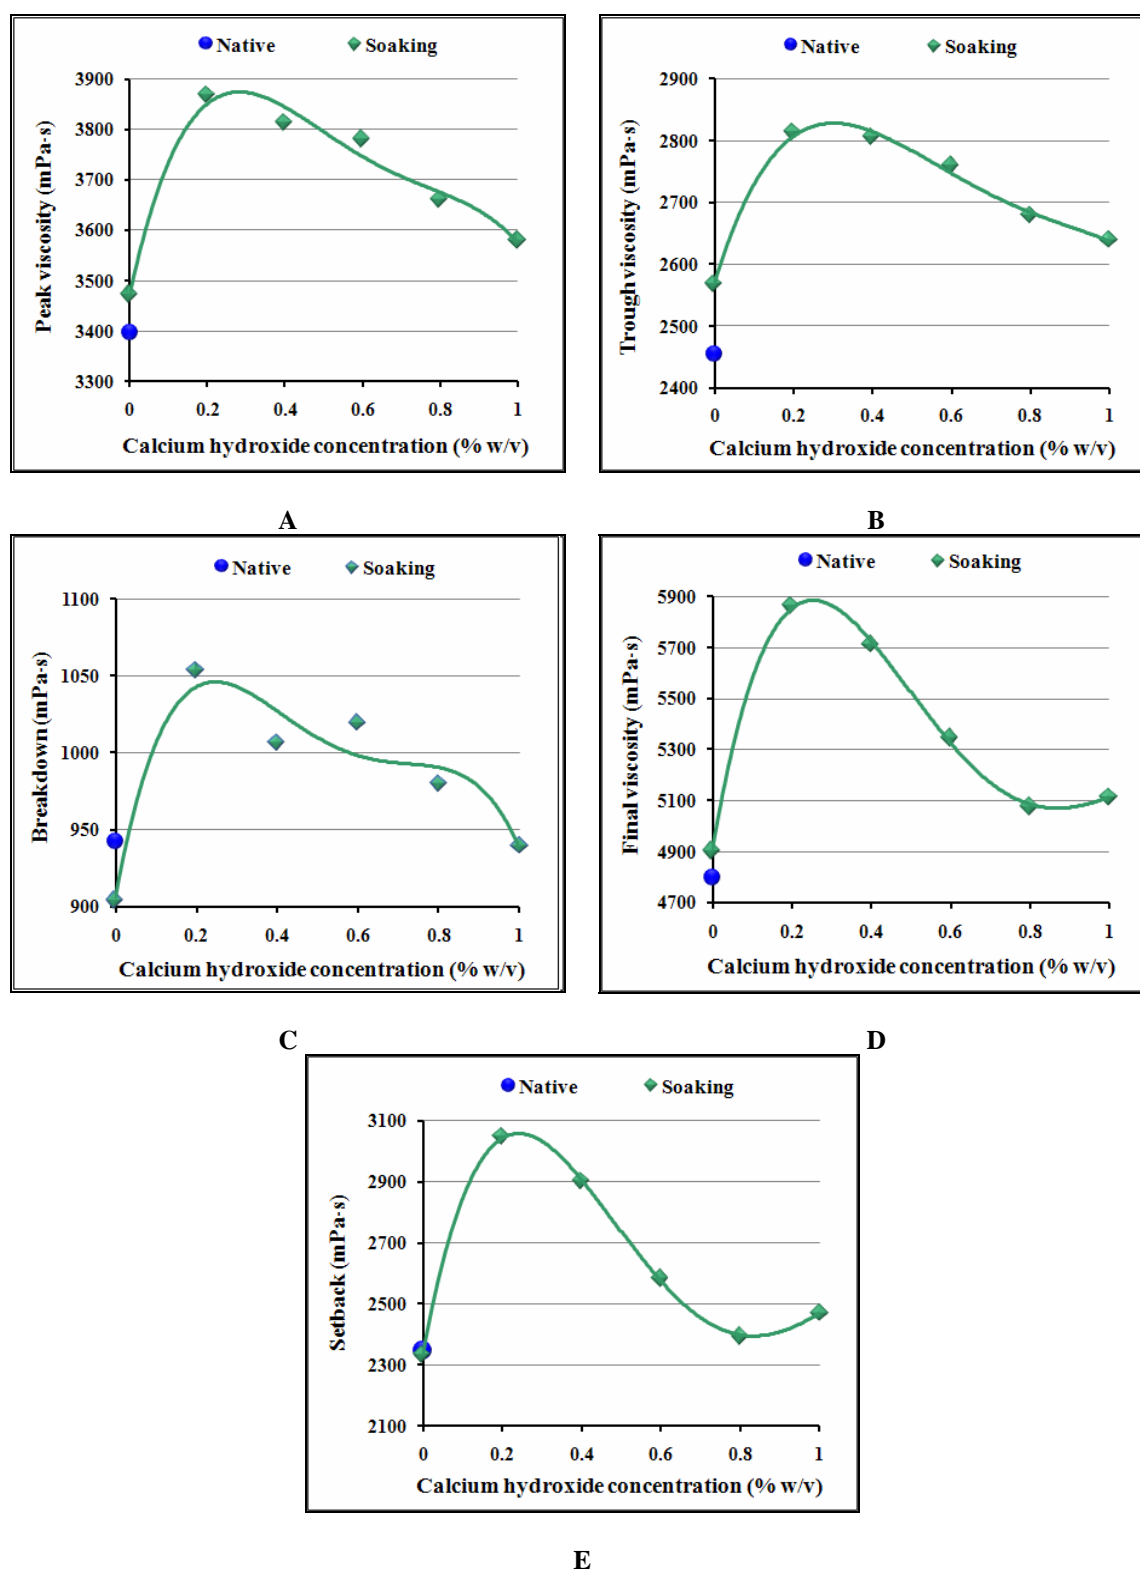 Native Soaking
Peak viscosity (mPa·s)
3900
3800
3700
3600
3500
3400
3300
0 0.2 0.4 0.6 0.8 1
Calcium hydroxide concentration (% w/v)
A
Native Soaking
Trough viscosity (mPa·s)
2900
2800
2700
2600
2500
2400
0 0.2 0.4 0.6 0.8 1
Calcium hydroxide concentration (% w/v)
B
Native Soaking
Breakdown (mPa·s)
1100
1050
1000
950
900
0 0.2 0.4 0.6 0.8 1
Calcium hydroxide concentration (% w/v)
C
Native Soaking
Final viscosity (mPa·s)
5900
5700
5500
5300
5100
4900
4700
0 0.2 0.4 0.6 0.8 1
Calcium hydroxide concentration (% w/v)
D
Native Soaking
Setback (mPa·s)
3100
2900
2700
2500
2300
2100
0 0.2 0.4 0.6 0.8 1
Calcium hydroxide concentration (% w/v)
E